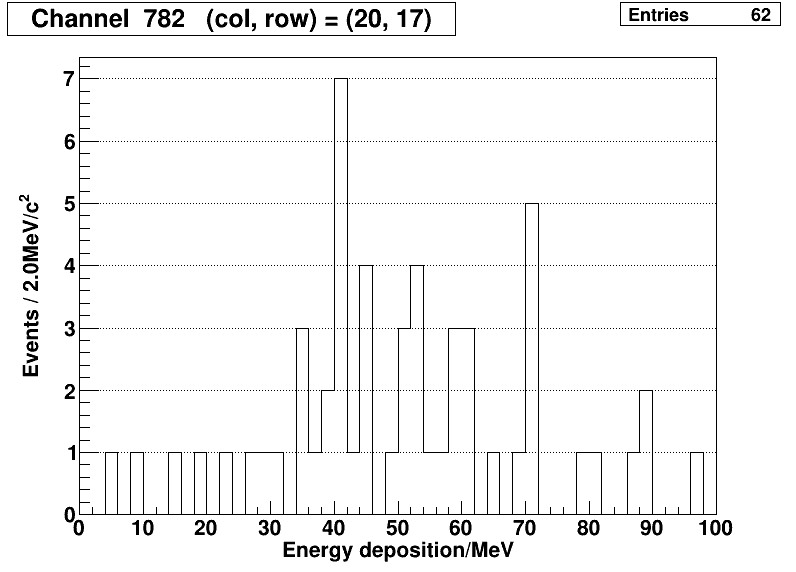 Channel 782 (col, row) = (20, 17)
Entries 62
7
6
5
4
3
2
1
0
Events / 2.0MeV/c²
0 10 20 30 40 50 60 70 80 90 100
Energy deposition/MeV